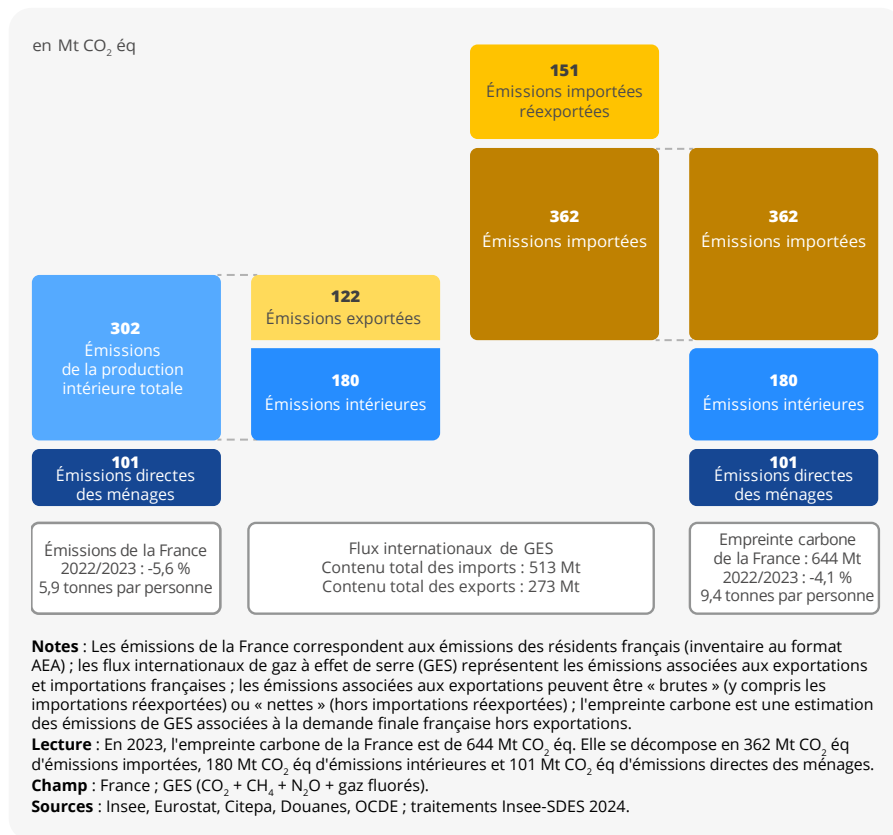 en Mt CO₂ éq
151
Émissions importées
réexportées
362
Émissions importées
362
Émissions importées
302
Émissions
de la production
intérieure totale
122
Émissions exportées
180
Émissions intérieures
180
Émissions intérieures
101
Émissions directes
des ménages
101
Émissions directes
des ménages
Émissions de la France
2022/2023 : -5,6 %
5,9 tonnes par personne
Flux internationaux de GES
Contenu total des imports : 513 Mt
Contenu total des exports : 273 Mt
Empreinte carbone
de la France : 644 Mt
2022/2023 : -4,1 %
9,4 tonnes par personne
Notes : Les émissions de la France correspondent aux émissions des résidents français (inventaire au format
AEA) ; les flux internationaux de gaz à effet de serre (GES) représentent les émissions associées aux exportations
et importations françaises ; les émissions associées aux exportations peuvent être « brutes » (y compris les
importations réexportées) ou « nettes » (hors importations réexportées) ; l'empreinte carbone est une estimation
des émissions de GES associées à la demande finale française hors exportations.
Lecture : En 2023, l'empreinte carbone de la France est de 644 Mt CO₂ éq. Elle se décompose en 362 Mt CO₂ éq
d'émissions importées, 180 Mt CO₂ éq d'émissions intérieures et 101 Mt CO₂ éq d'émissions directes des ménages.
Champ : France ; GES (CO₂ + CH₄ + N₂O + gaz fluorés).
Sources : Insee, Eurostat, Citepa, Douanes, OCDE ; traitements Insee-SDES 2024.